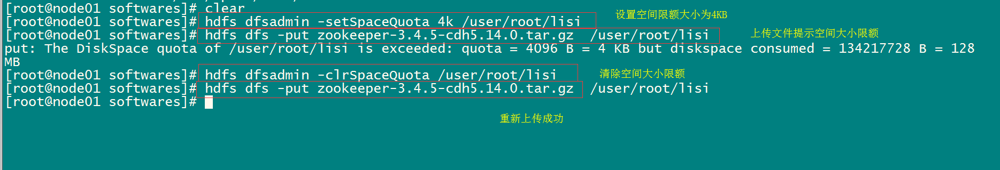 [root@node01 softwares]# clear
[root@node01 softwares]# hdfs dfsadmin -setSpaceQuota 4k /user/root/lisi
设置空间限额大小为4KB
[root@node01 softwares]# hdfs dfs -put zookeeper-3.4.5-cdh5.14.0.tar.gz  /user/root/lisi
上传文件提示空间大小限额
put: The DiskSpace quota of /user/root/lisi is exceeded: quota = 4096 B = 4 KB but diskspace consumed = 134217728 B = 128
MB
[root@node01 softwares]# hdfs dfsadmin -clrSpaceQuota /user/root/lisi
清除空间大小限额
[root@node01 softwares]# hdfs dfs -put zookeeper-3.4.5-cdh5.14.0.tar.gz  /user/root/lisi
[root@node01 softwares]#
重新上传成功